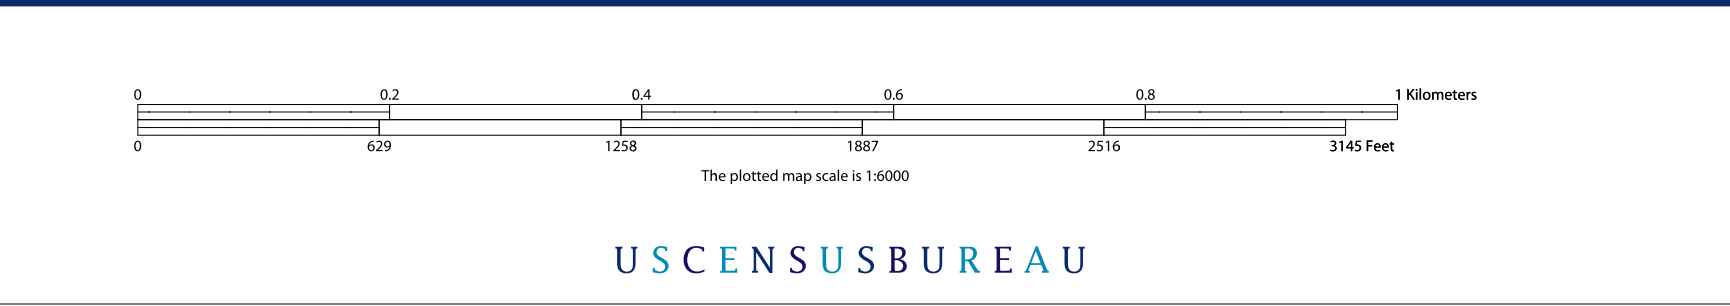 0 0.2 0.4 0.6 0.8 1 Kilometers
0 629 1258 1887 2516 3145 Feet
The plotted map scale is 1:6000
USCENSUSBUREAU